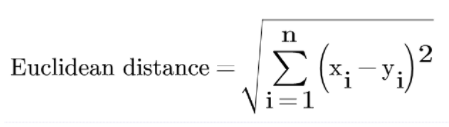 Euclidean distance = √(∑_{i=1}^{n} (x_i − y_i)^2)